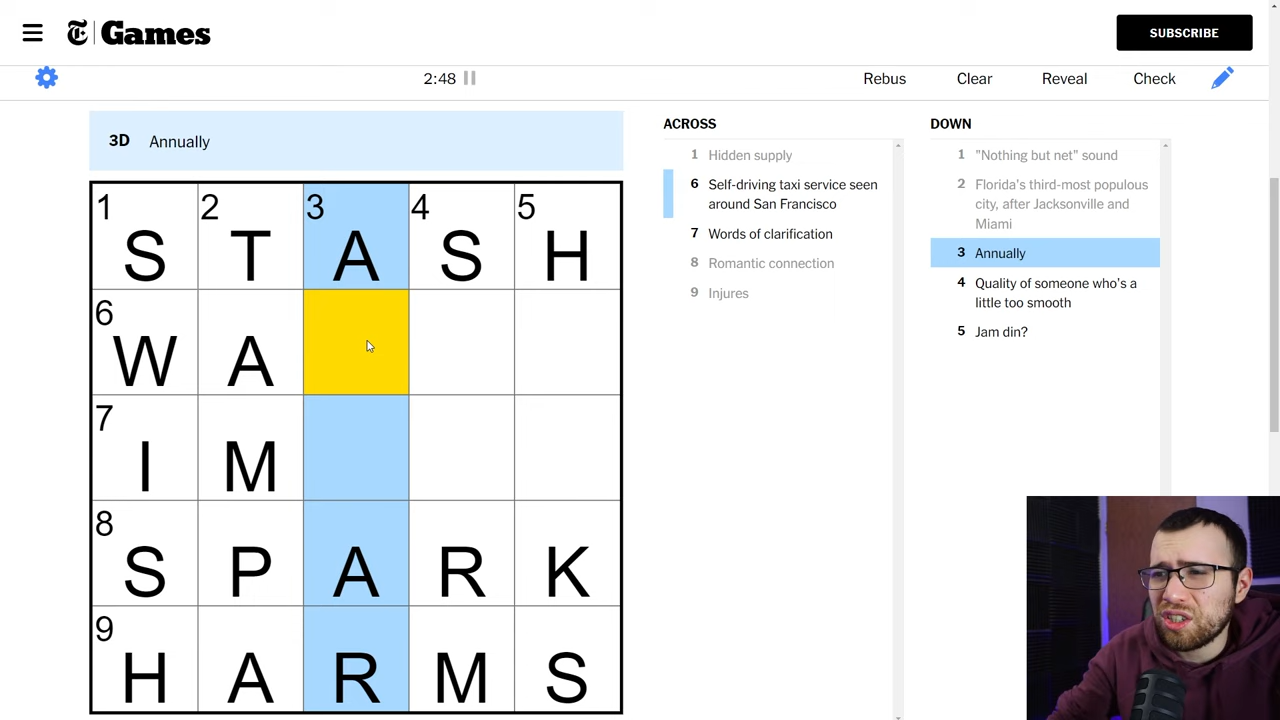 T Games
SUBSCRIBE
2:48
Rebus Clear Reveal Check
3D Annually
1 S 2 T 3 A 4 S 5 H
6 W A
7 I M
8 S P A R K
9 H A R M S
ACROSS
1 Hidden supply
6 Self-driving taxi service seen
around San Francisco
7 Words of clarification
8 Romantic connection
9 Injures
DOWN
1 "Nothing but net" sound
2 Florida's third-most populous
city, after Jacksonville and
Miami
3 Annually
4 Quality of someone who's a
little too smooth
5 Jam din?